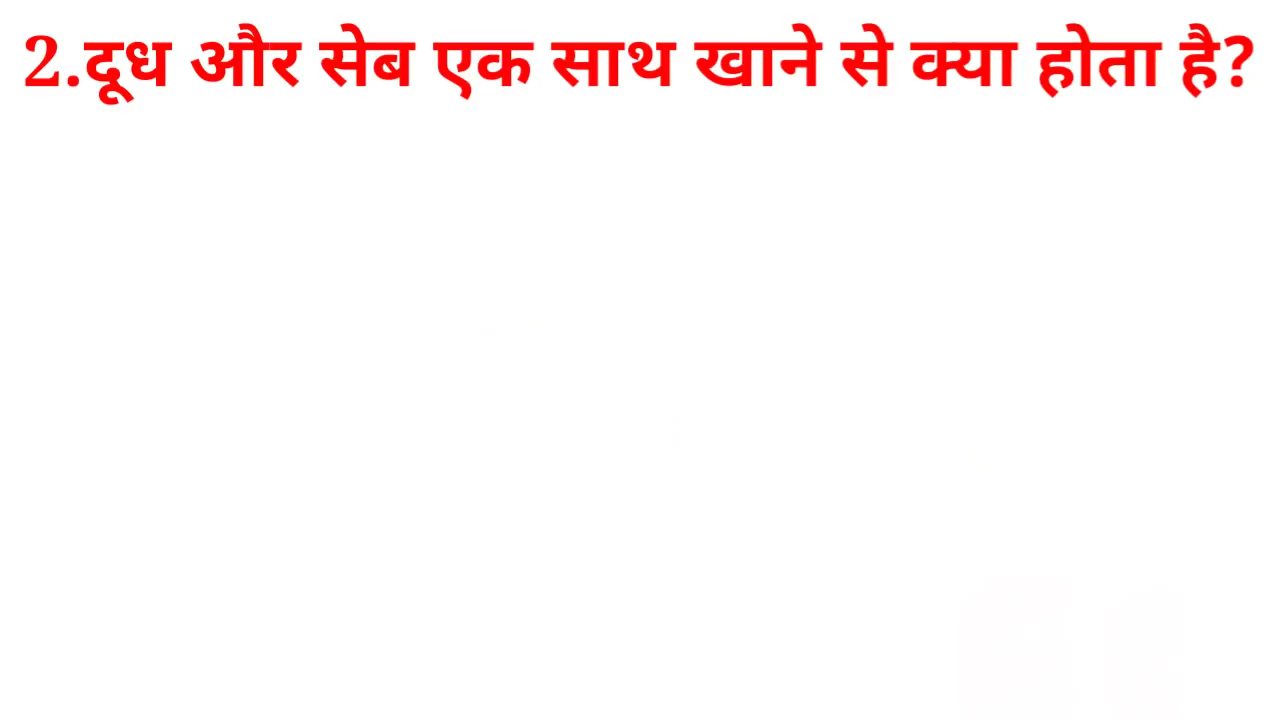 2.दूध और सेब एक साथ खाने से क्या होता है?